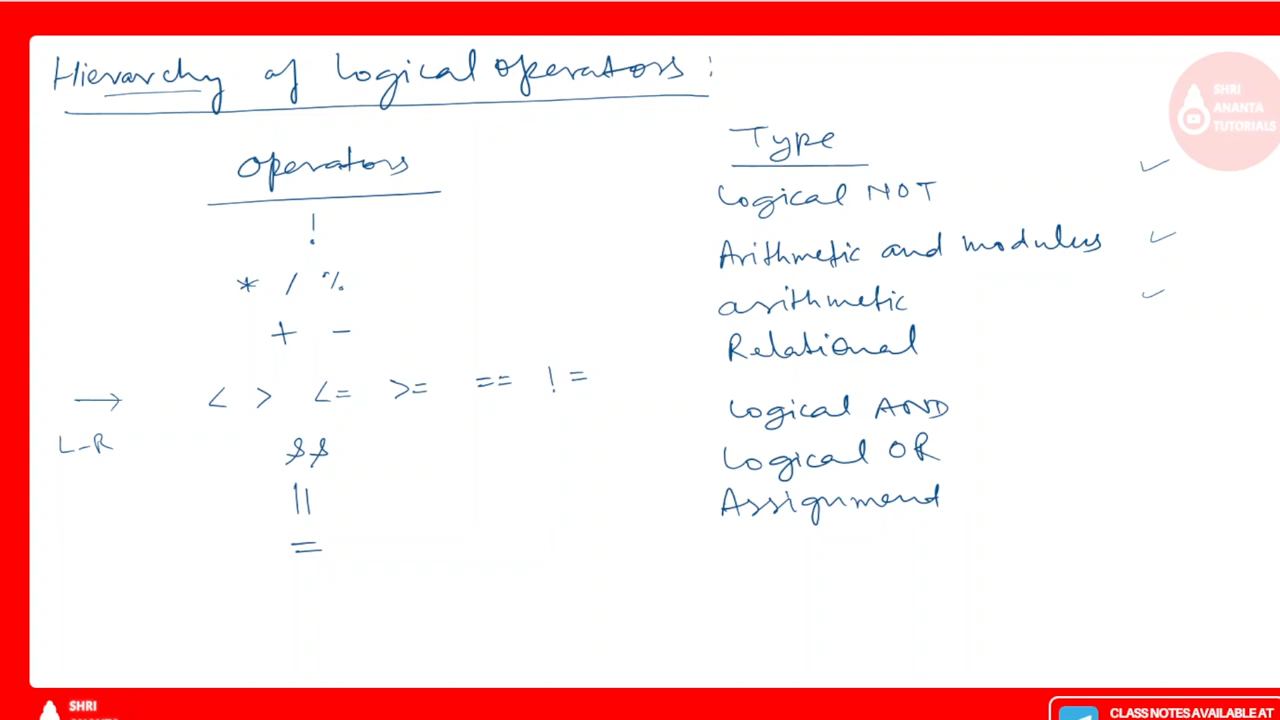 Hierarchy of Logical operators :
SHRI
ANANTA
TUTORIALS
Operators
Type
!
Logical NOT
* / %
Arithmetic and modulus
+ -
arithmetic
→ < > <= >= == !=
Relational
L-R
&&
Logical AND
||
Logical OR
=
Assignment
SHRI
ANANTA
CLASS NOTES AVAILABLE AT